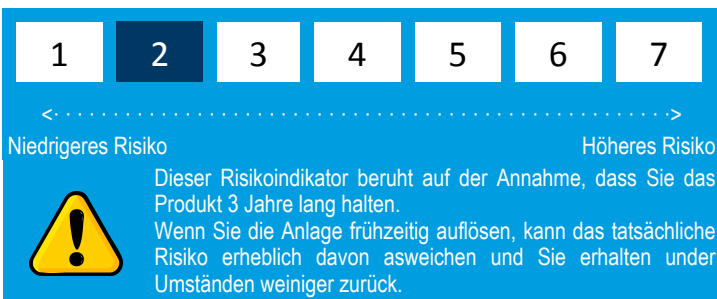 1 2 3 4 5 6 7
<· · · · · · · · · · · · · · · · · · · · · · · · · · · · · · · · · · · · · · · · · · · · · · · · · · · · · ·>
Niedrigeres Risiko Höheres Risiko
Dieser Risikoindikator beruht auf der Annahme, dass Sie das
Produkt 3 Jahre lang halten.
Wenn Sie die Anlage frühzeitig auflösen, kann das tatsächliche
Risiko erheblich davon asweichen und Sie erhalten under
Umständen weiniger zurück.